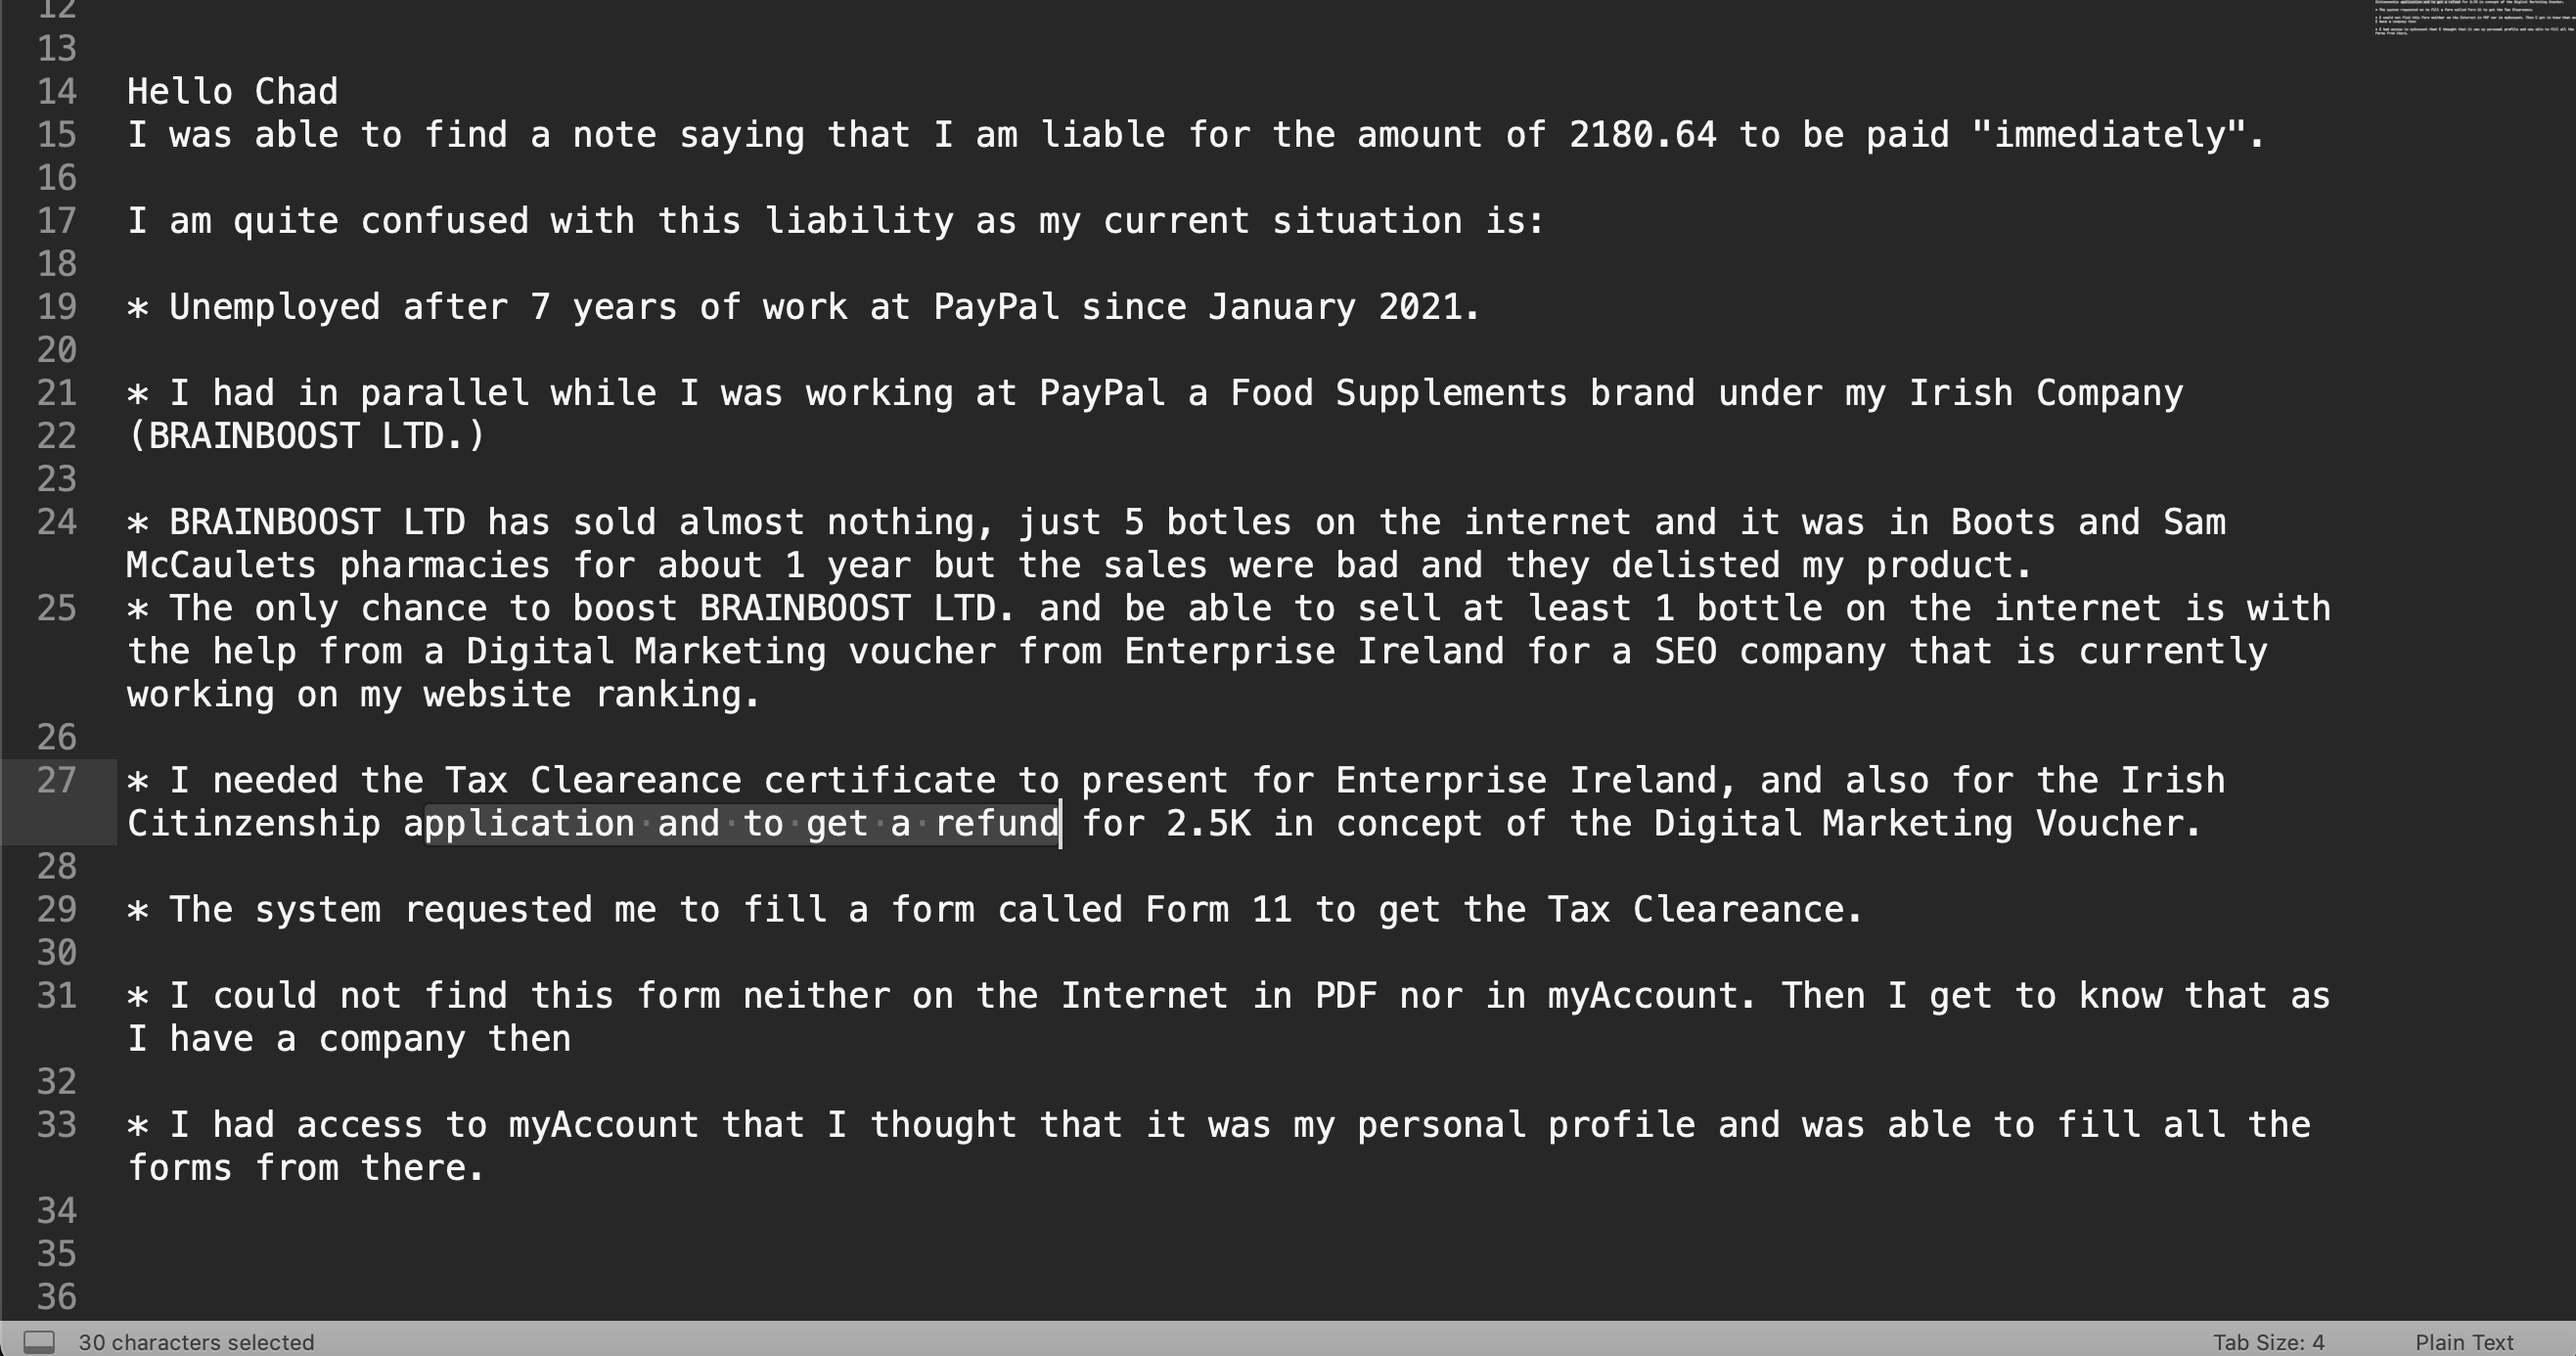 12
13
14 Hello Chad
15 I was able to find a note saying that I am liable for the amount of 2180.64 to be paid "immediately".
16
17 I am quite confused with this liability as my current situation is:
18
19 * Unemployed after 7 years of work at PayPal since January 2021.
20
21 * I had in parallel while I was working at PayPal a Food Supplements brand under my Irish Company
22 (BRAINBOOST LTD.)
23
24 * BRAINBOOST LTD has sold almost nothing, just 5 botles on the internet and it was in Boots and Sam
McCaulets pharmacies for about 1 year but the sales were bad and they delisted my product.
25 * The only chance to boost BRAINBOOST LTD. and be able to sell at least 1 bottle on the internet is with
the help from a Digital Marketing voucher from Enterprise Ireland for a SEO company that is currently
working on my website ranking.
26
27 * I needed the Tax Cleareance certificate to present for Enterprise Ireland, and also for the Irish
Citinzenship application and to get a refund for 2.5K in concept of the Digital Marketing Voucher.
28
29 * The system requested me to fill a form called Form 11 to get the Tax Cleareance.
30
31 * I could not find this form neither on the Internet in PDF nor in myAccount. Then I get to know that as
I have a company then
32
33 * I had access to myAccount that I thought that it was my personal profile and was able to fill all the
forms from there.
34
35
36
30 characters selected Tab Size: 4 Plain Text